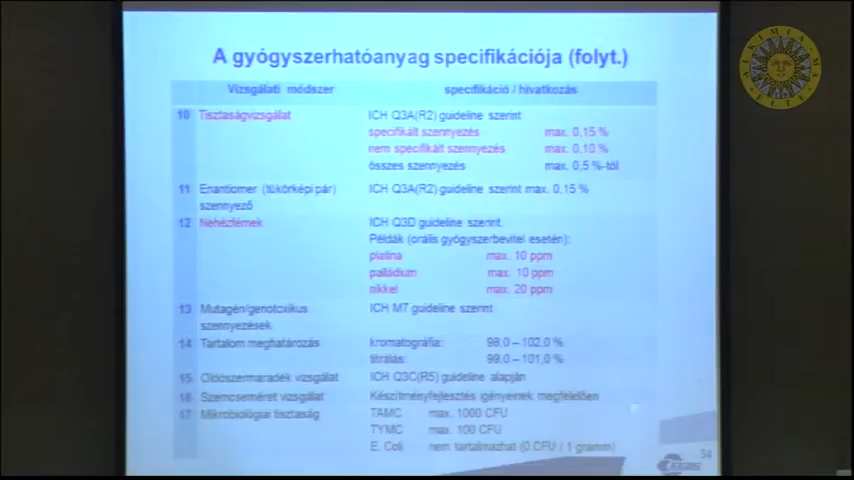 A gyógyszerhatóanyag specifikációja (folyt.)
Vizsgálati módszer specifikáció / hivatkozás
10 Tisztaságvizsgálat ICH Q3A(R2) guideline szerint
specifikált szennyezés max. 0,15 %
nem specifikált szennyezés max. 0,10 %
összes szennyezés max. 0,5 %-tól
11 Enantiomer (tükörképi pár) ICH Q3A(R2) guideline szerint max. 0,15 %
szennyező
12 Nehézfémek ICH Q3D guideline szerint.
Példák (orális gyógyszerbevitel esetén):
platina max. 10 ppm
palládium max. 10 ppm
nikkel max. 20 ppm
13 Mutagén/genotoxikus ICH M7 guideline szerint
szennyezések
14 Tartalom meghatározás kromatográfia: 98,0 – 102,0 %
titrálás: 99,0 – 101,0 %
15 Oldószermaradék vizsgálat ICH Q3C(R5) guideline alapján
16 Szemcseméret vizsgálat Készítményfejlesztés igényeinek megfelelően
17 Mikrobiológiai tisztaság TAMC max. 1000 CFU
TYMC max. 100 CFU
E. Coli nem tartalmazhat (0 CFU / 1 gramm)
34
ALKÍMIA MA
ELTE